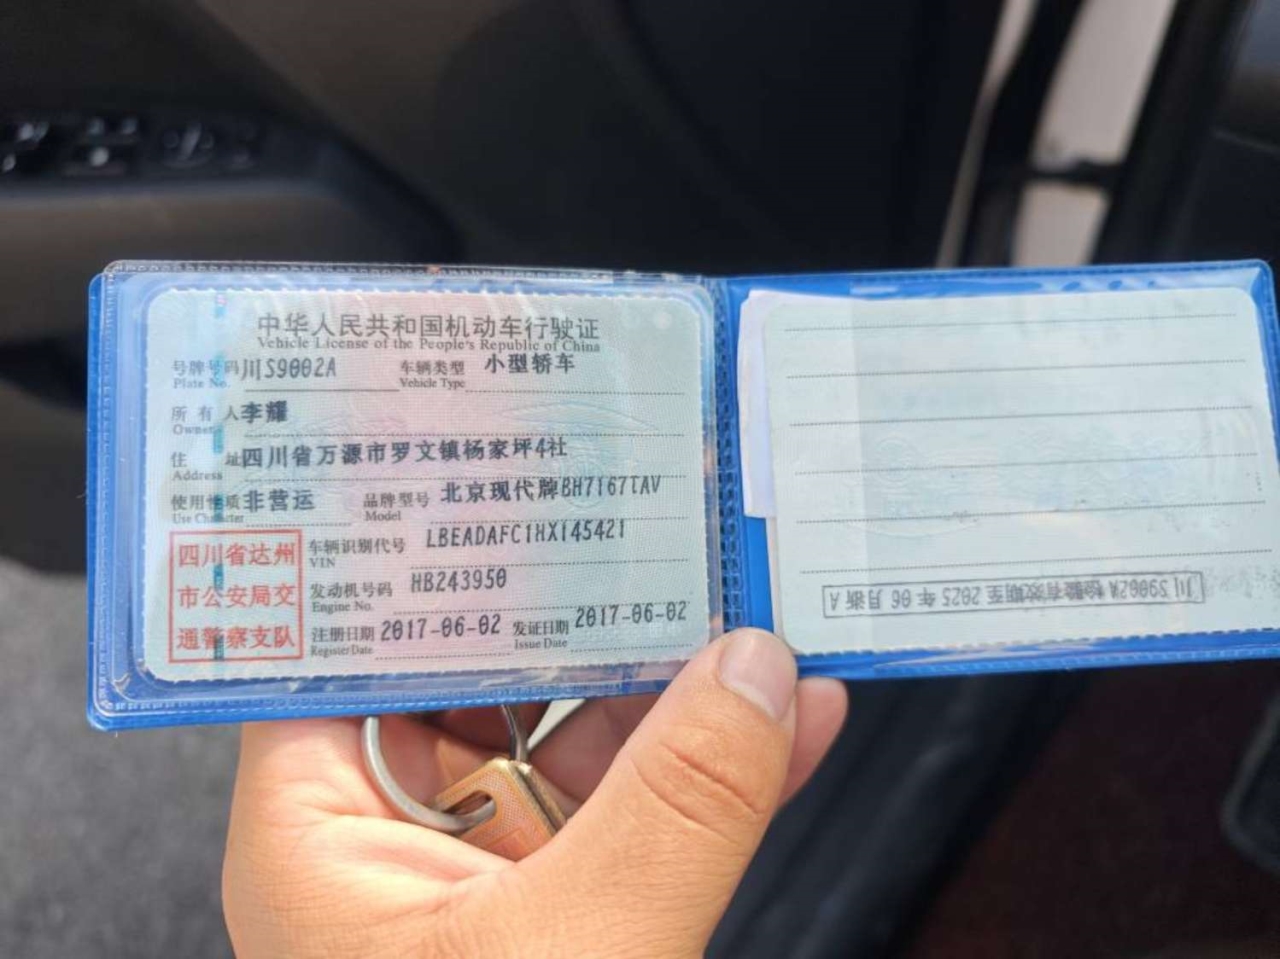 中华人民共和国机动车行驶证
Vehicle License of the People's Republic of China
号牌号码 川S9002A 车辆类型 小型轿车
Plate No. Vehicle Type
所有人 李耀
Owner
住址 四川省万源市罗文镇杨家坪4社
Address
使用性质 非营运 品牌型号 北京现代牌BH7167TAV
Use Character Model
四川省达州
市公安局交
通警察支队
车辆识别代号 LBEADAFC1HX145421
VIN
发动机号码 HB243950
Engine No.
注册日期 2017-06-02 发证日期 2017-06-02
Register Date Issue Date
川S9002A 检验有效期至 2025 年 06 月浙A